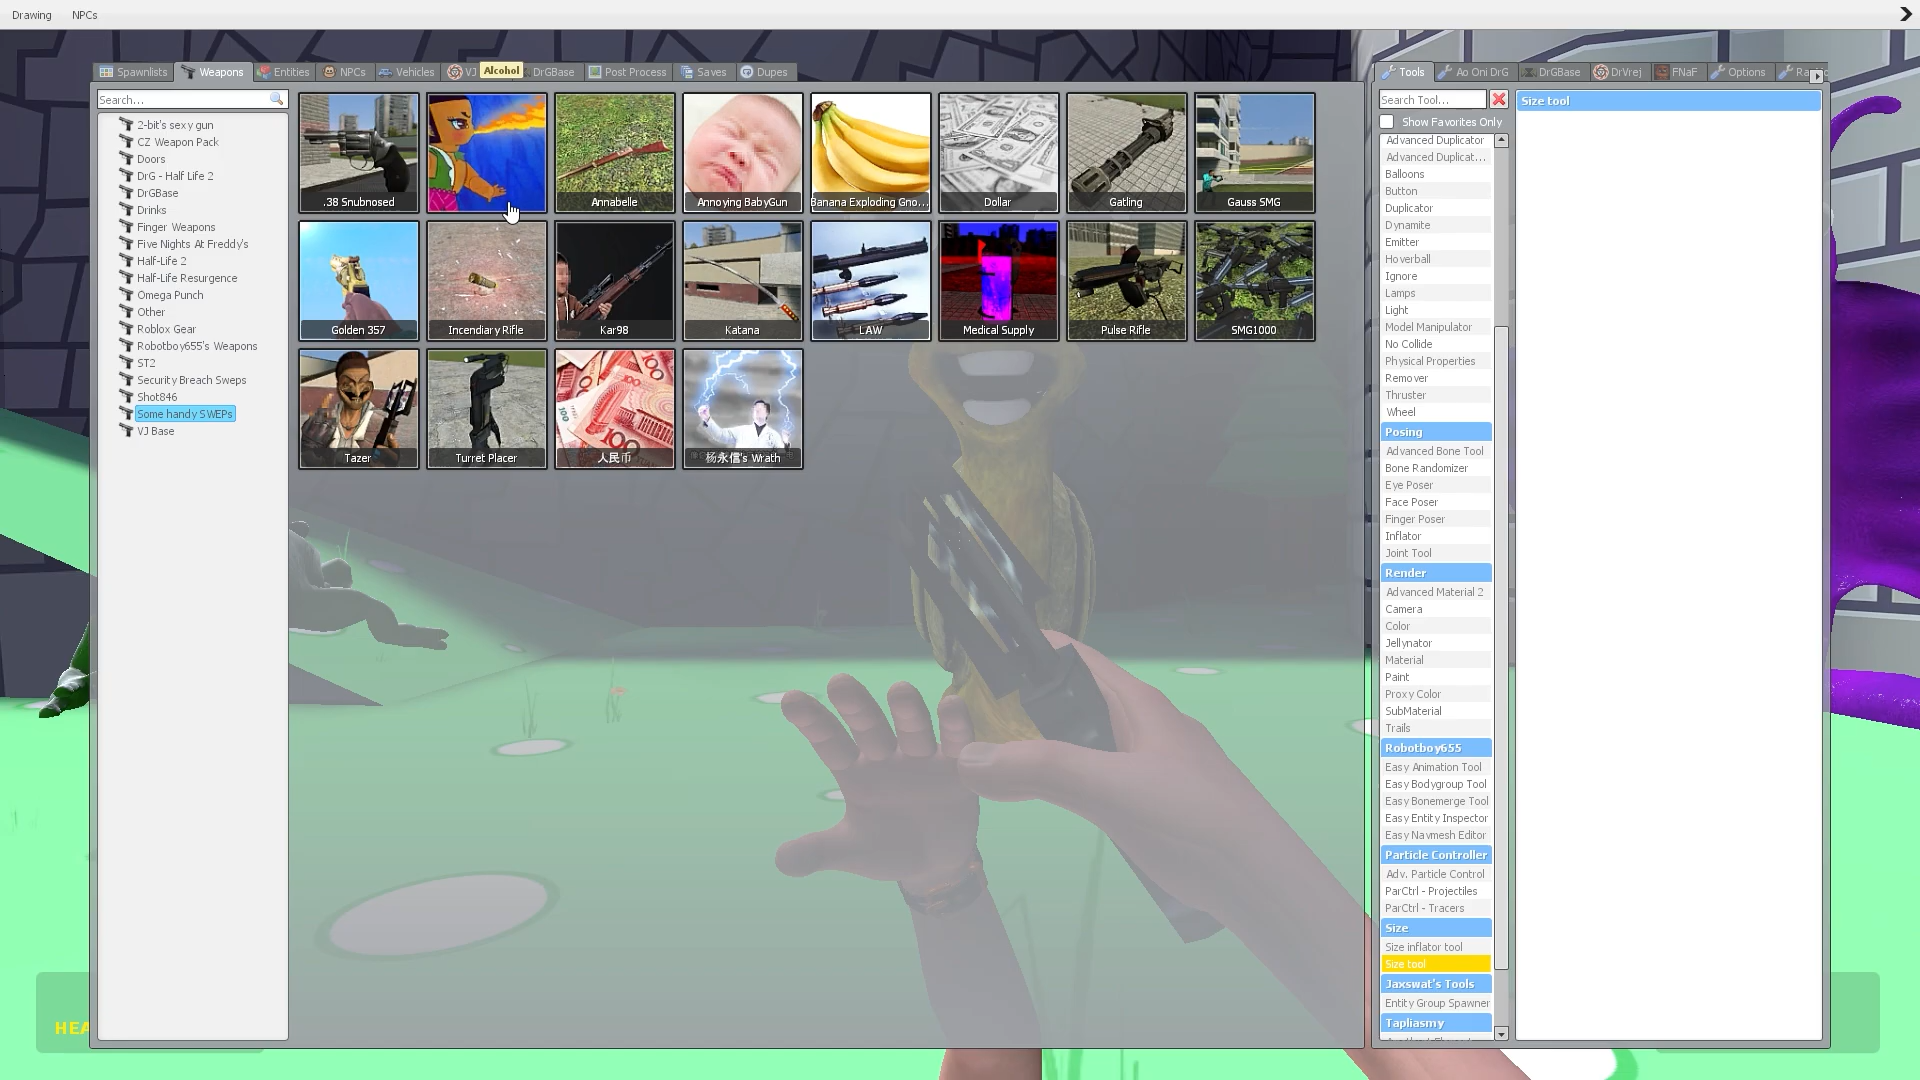 Drawing NPCs
Spawnlists Weapons Entities NPCs Vehicles VJ Alcohol DrGBase Post Process Saves Dupes
Tools Ao Oni DrG DrGBase DrVrej FNaF Options
Search...
2-bit's sexy gun
CZ Weapon Pack
Doors
DrG - Half Life 2
DrGBase
Drinks
Finger Weapons
Five Nights At Freddy's
Half-Life 2
Half-Life Resurgence
Omega Punch
Other
Roblox Gear
Robotboy655's Weapons
ST2
Security Breach Sweps
Shot846
Some handy SWEPs
VJ Base
.38 Snubnosed
Annabelle
Annoying BabyGun
Banana Exploding Gno...
Dollar
Gatling
Gauss SMG
Golden 357
Incendiary Rifle
Kar98
Katana
LAW
Medical Supply
Pulse Rifle
SMG1000
Tazer
Turret Placer
人民币
杨永信's Wrath
Search Tool...
Show Favorites Only
Advanced Duplicator
Advanced Duplicat...
Balloons
Button
Duplicator
Dynamite
Emitter
Hoverball
Ignore
Lamps
Light
Model Manipulator
No Collide
Physical Properties
Remover
Thruster
Wheel
Posing
Advanced Bone Tool
Bone Randomizer
Eye Poser
Face Poser
Finger Poser
Inflator
Joint Tool
Render
Advanced Material 2
Camera
Color
Jellynator
Material
Paint
Proxy Color
SubMaterial
Trails
Robotboy655
Easy Animation Tool
Easy Bodygroup Tool
Easy Bonemerge Tool
Easy Entity Inspector
Easy Navmesh Editor
Particle Controller
Adv. Particle Control
ParCtrl - Projectiles
ParCtrl - Tracers
Size
Size inflator tool
Size tool
Jaxswat's Tools
Entity Group Spawner
Tapliasmy
Size tool
HEA